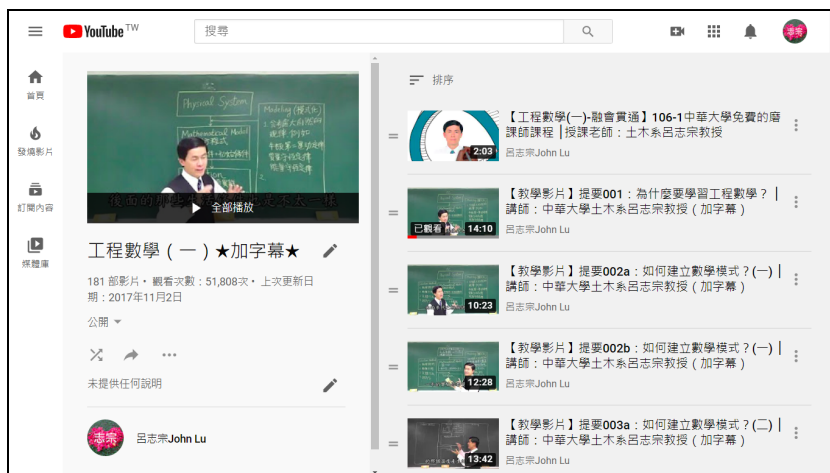 YouTube TW
搜尋
首頁
發燒影片
訂閱內容
媒體庫
Physical System
Mathematical Model
Modeling (模式化)
全部播放
工程數學(一)★加字幕★
181 部影片・觀看次數：51,808次・上次更新日
期：2017年11月2日
公開
未提供任何說明
志宗
呂志宗John Lu
排序
2:03
【工程數學(一)-融會貫通】106-1中華大學免費的磨
課師課程 | 授課老師：土木系呂志宗教授
呂志宗John Lu
已觀看
14:10
【教學影片】提要001：為什麼要學習工程數學？ |
講師：中華大學土木系呂志宗教授（加字幕）
呂志宗John Lu
10:23
【教學影片】提要002a：如何建立數學模式？(一) |
講師：中華大學土木系呂志宗教授（加字幕）
呂志宗John Lu
12:28
【教學影片】提要002b：如何建立數學模式？(一) |
講師：中華大學土木系呂志宗教授（加字幕）
呂志宗John Lu
13:42
【教學影片】提要003a：如何建立數學模式？(二) |
講師：中華大學土木系呂志宗教授（加字幕）
呂志宗John Lu